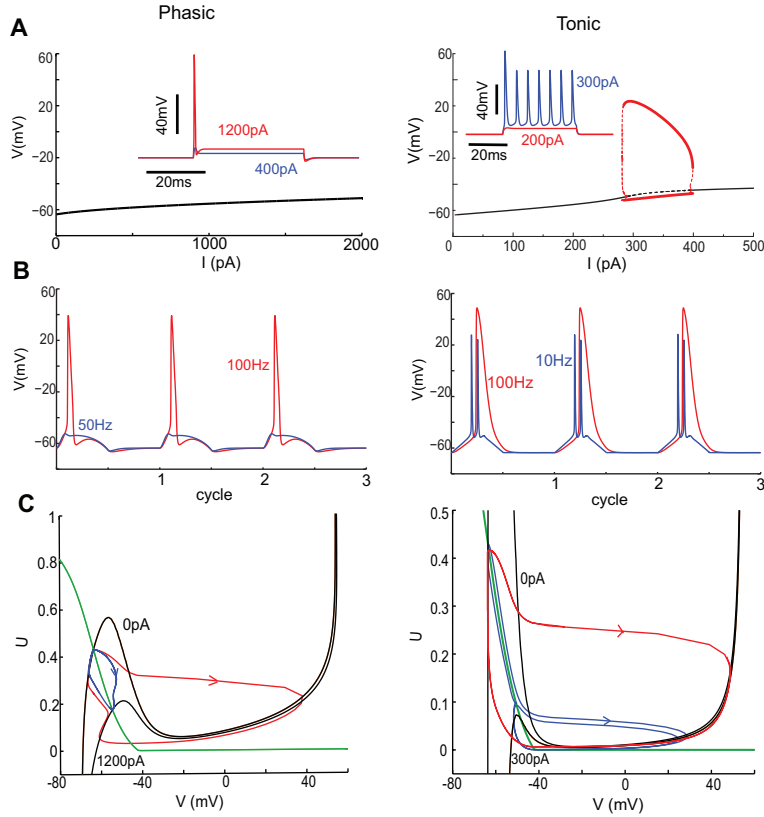 Phasic
Tonic
A
60
20
−20
−60
V(mV)
40mV
1200pA
400pA
20ms
0
1000
2000
I (pA)
60
20
−20
−60
V(mV)
40mV
300pA
200pA
20ms
0
100
200
300
400
500
I (pA)
B
60
20
−20
−60
V(mV)
100Hz
50Hz
1
2
3
60
20
−20
−60
V(mV)
10Hz
100Hz
1
2
3
cycle
cycle
C
1
0.8
0.6
0.4
0.2
0
U
0pA
1200pA
−80
−40
0
40
V (mV)
0.5
0.4
0.3
0.2
0.1
0
U
0pA
300pA
−80
−40
0
40
60
V (mV)